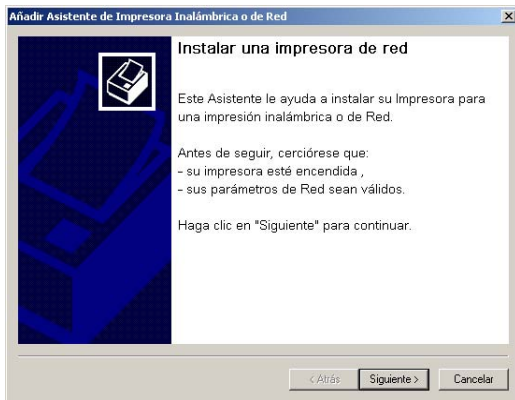 Añadir Asistente de Impresora Inalámbrica o de Red
Instalar una impresora de red
Este Asistente le ayuda a instalar su Impresora para
una impresión inalámbrica o de Red.
Antes de seguir, cerciórese que:
- su impresora esté encendida ,
- sus parámetros de Red sean válidos.
Haga clic en "Siguiente" para continuar.
< Atrás Siguiente > Cancelar